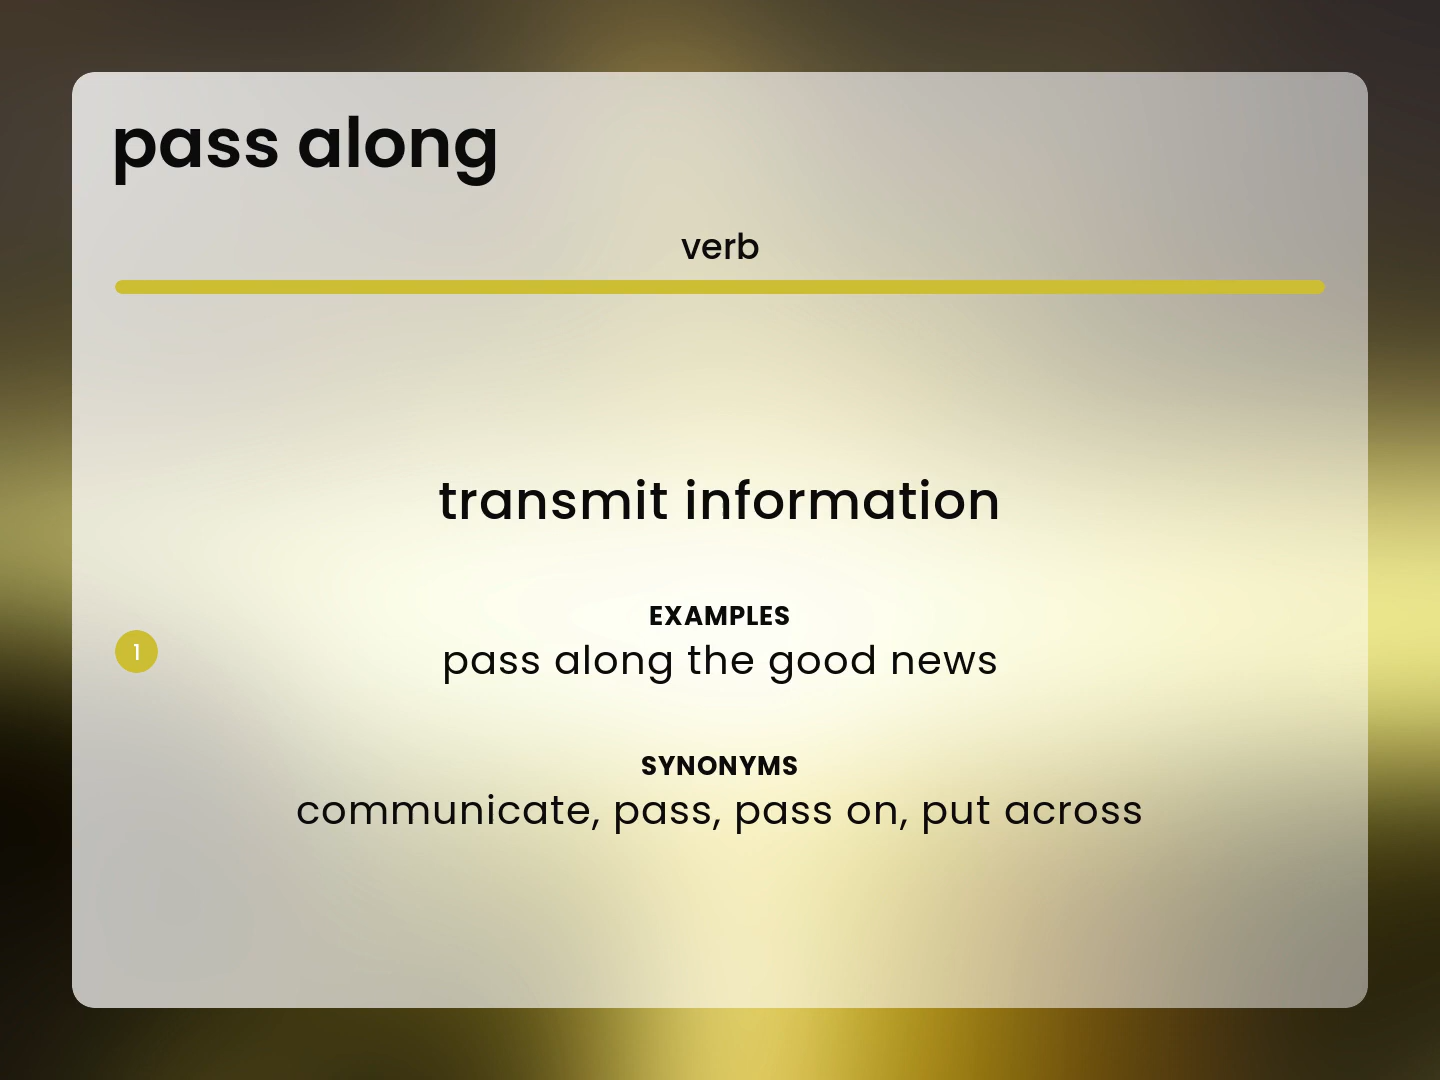 pass along
verb
transmit information
EXAMPLES
1
pass along the good news
SYNONYMS
communicate, pass, pass on, put across